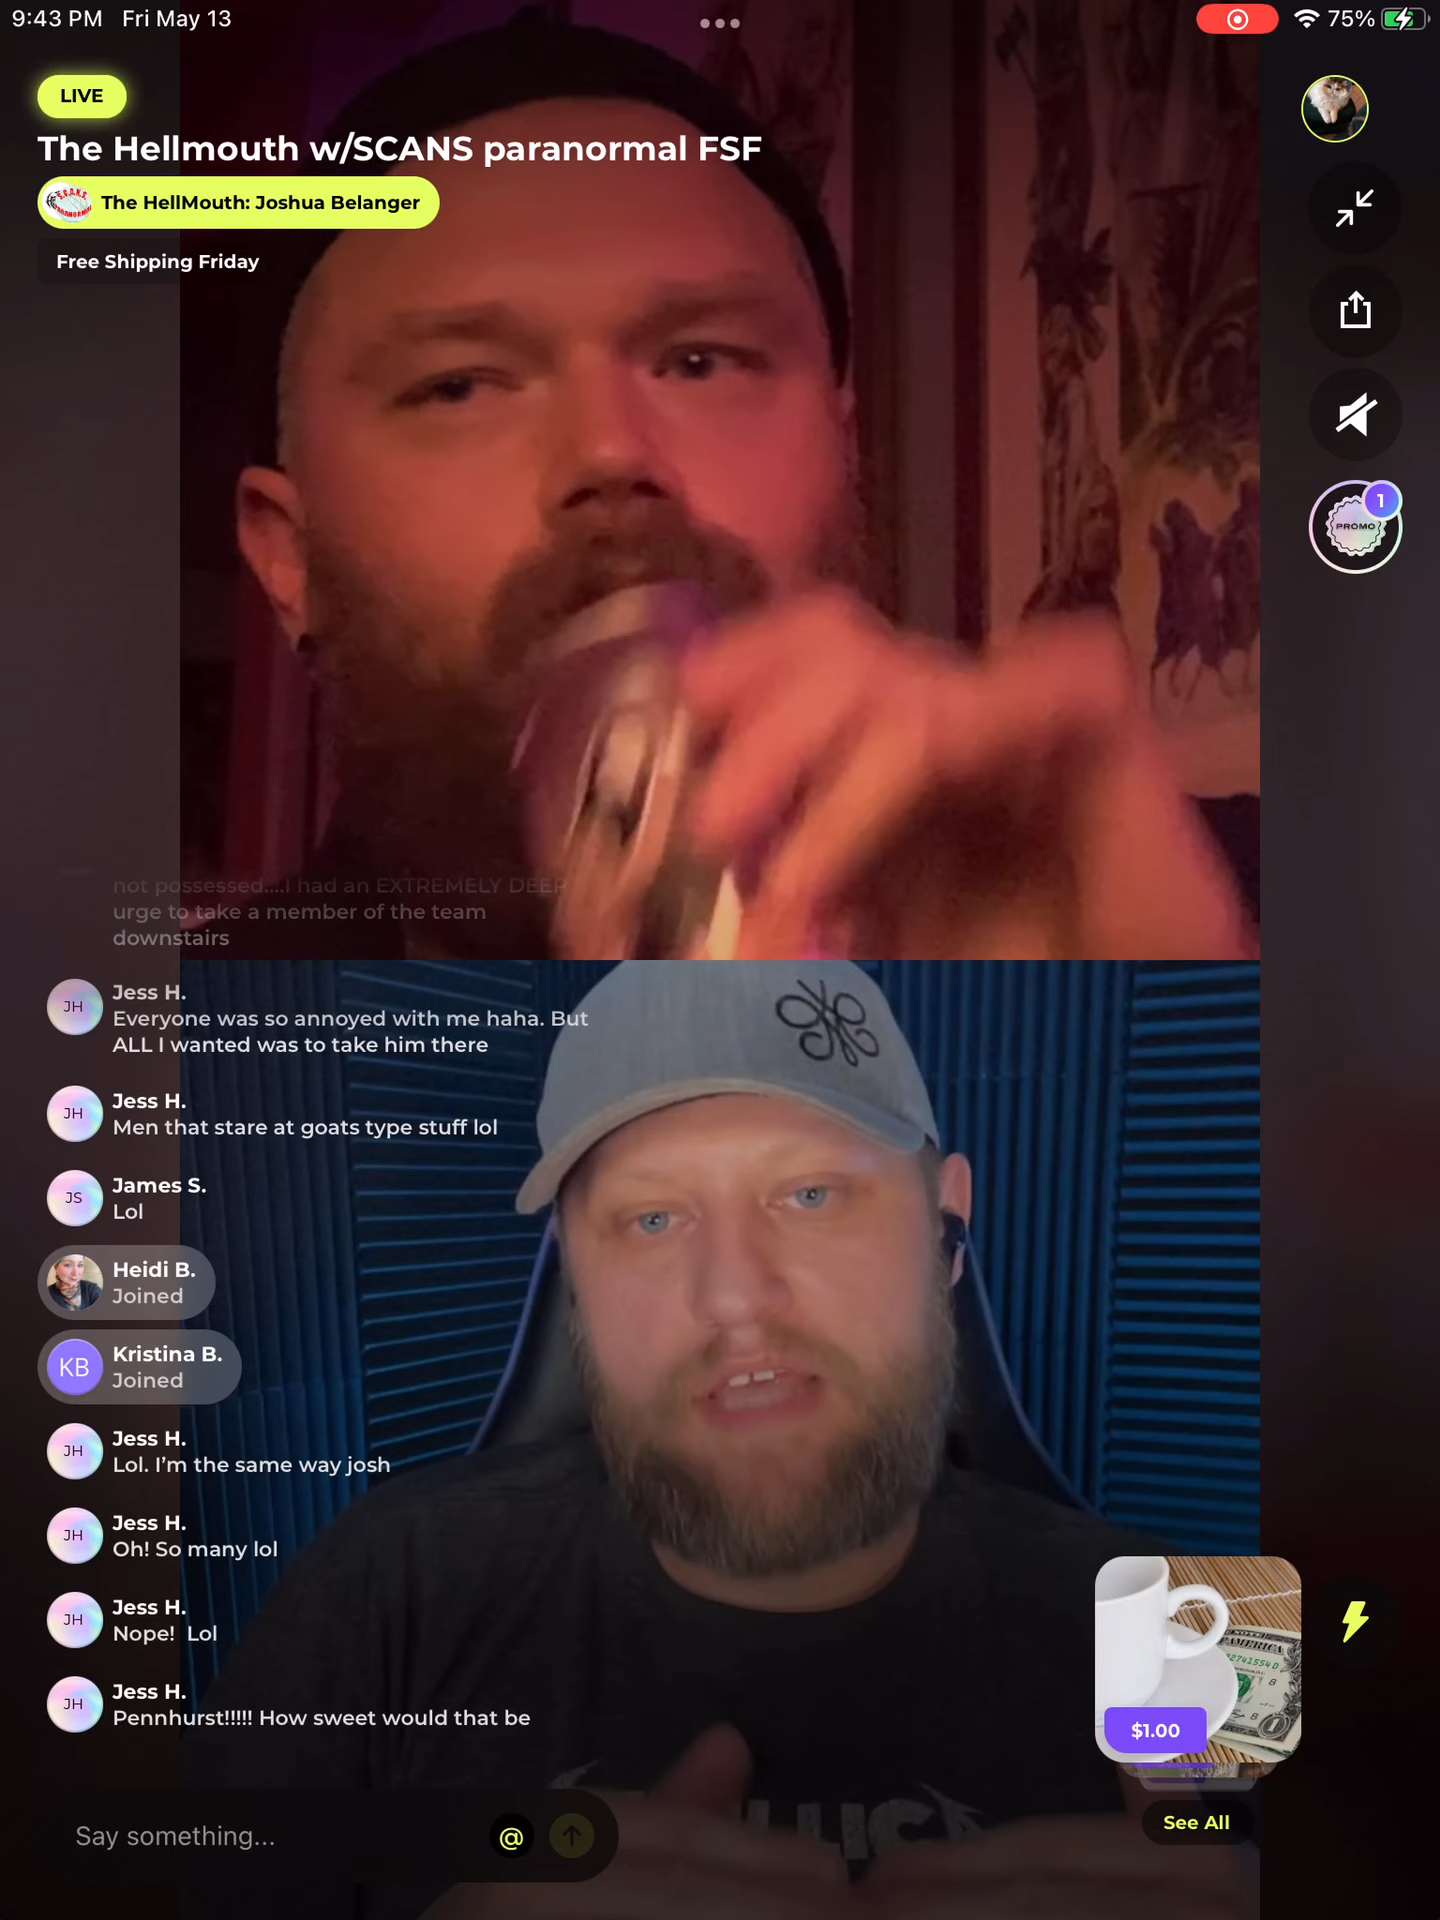 9:43 PM Fri May 13
75%
LIVE
The Hellmouth w/SCANS paranormal FSF
The HellMouth: Joshua Belanger
Free Shipping Friday
1
PROMO
not possessed....I had an EXTREMELY DEEP
urge to take a member of the team
downstairs
JH
Jess H.
Everyone was so annoyed with me haha. But
ALL I wanted was to take him there
JH
Jess H.
Men that stare at goats type stuff lol
JS
James S.
Lol
Heidi B.
Joined
KB
Kristina B.
Joined
JH
Jess H.
Lol. I’m the same way josh
JH
Jess H.
Oh! So many lol
JH
Jess H.
Nope! Lol
JH
Jess H.
Pennhurst!!!!! How sweet would that be
AMERICA
$1.00
Say something...
@
See All